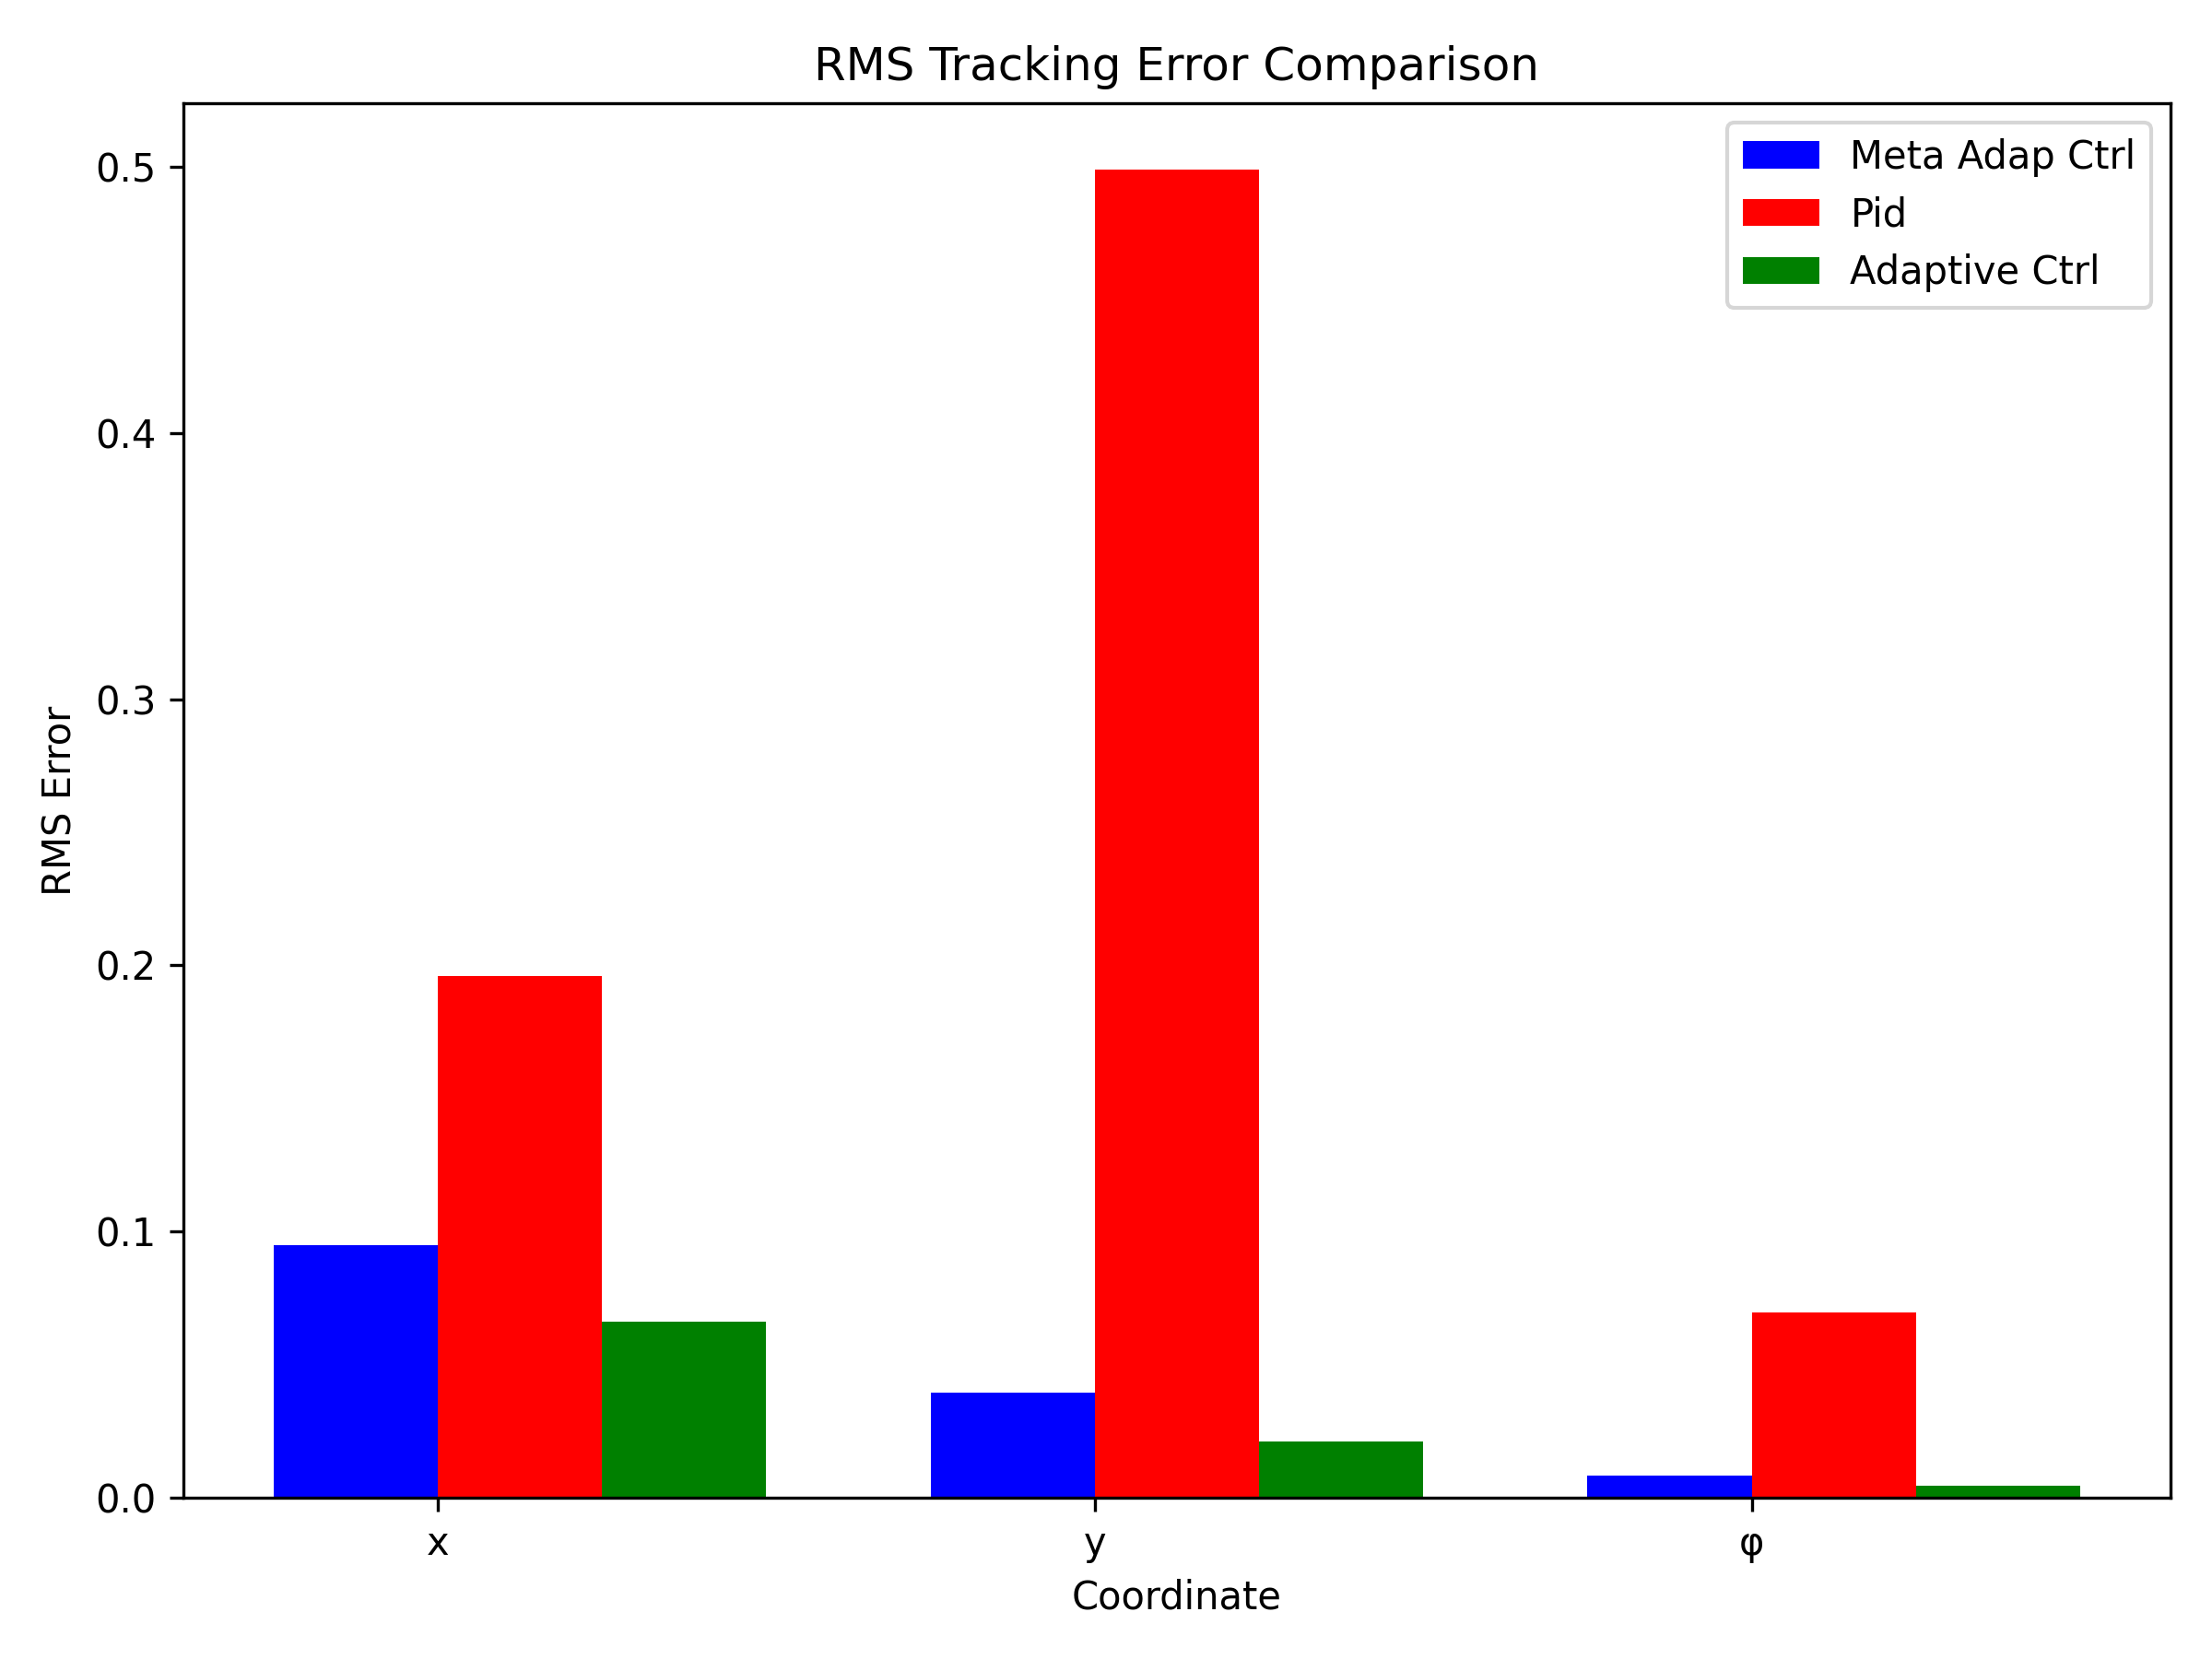 RMS Tracking Error Comparison
Meta Adap Ctrl
Pid
Adaptive Ctrl
RMS Error
0.5
0.4
0.3
0.2
0.1
0.0
x
y
φ
Coordinate